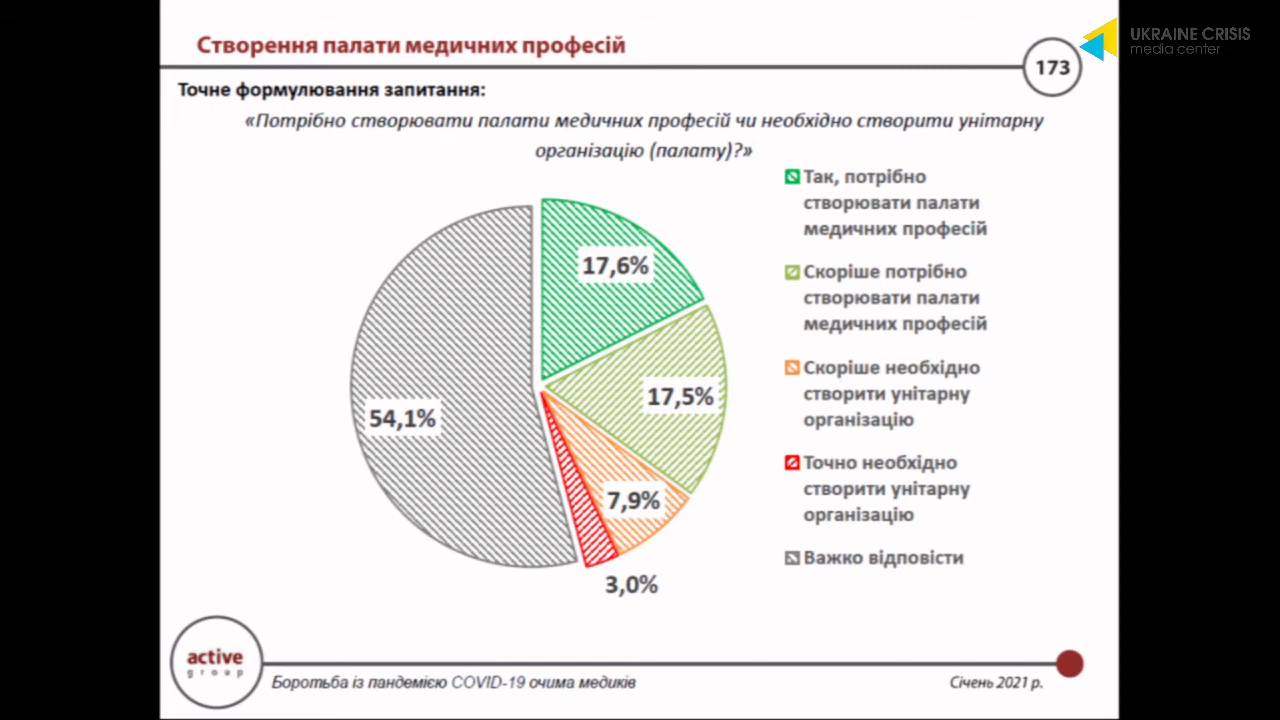 Створення палати медичних професій
UKRAINE CRISIS
media center
173
Точне формулювання запитання:
«Потрібно створювати палати медичних професій чи необхідно створити унітарну
організацію (палату)?»
Так, потрібно
створювати палати
медичних професій
Скоріше потрібно
створювати палати
медичних професій
Скоріше необхідно
створити унітарну
організацію
Точно необхідно
створити унітарну
організацію
Важко відповісти
17,6%
17,5%
7,9%
3,0%
54,1%
active
group
Боротьба із пандемією COVID-19 очима медиків
Січень 2021 р.